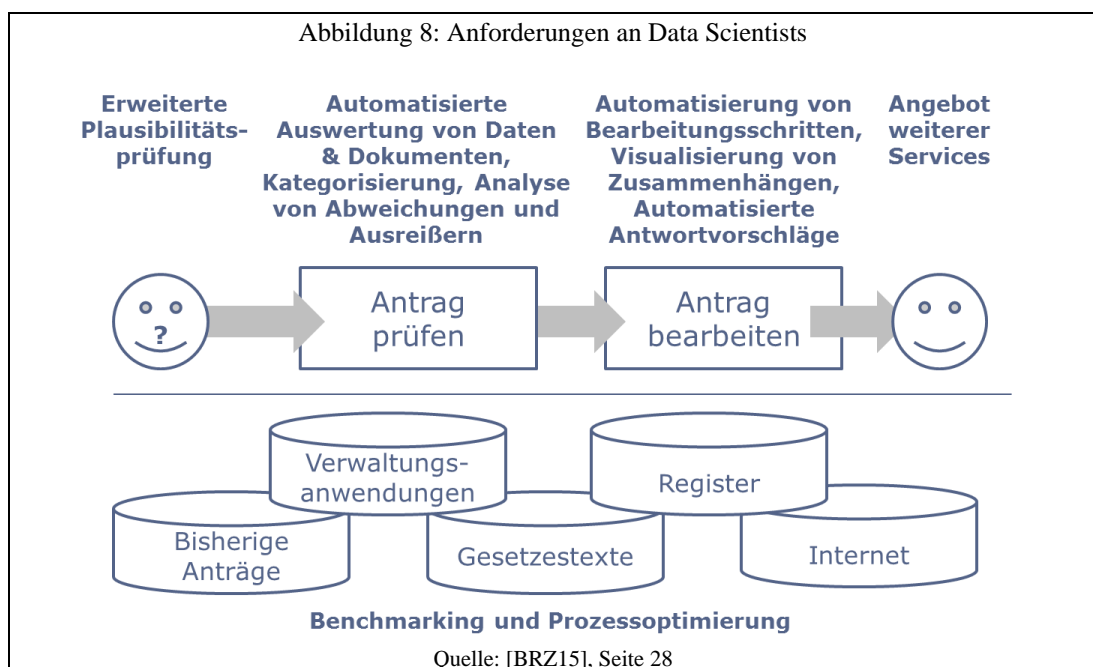 Abbildung 8: Anforderungen an Data Scientists
Erweiterte
Plausibilitäts-
prüfung
Automatisierte
Auswertung von Daten
& Dokumenten,
Kategorisierung, Analyse
von Abweichungen und
Ausreißern
Automatisierung von
Bearbeitungsschritten,
Visualisierung von
Zusammenhängen,
Automatisierte
Antwortvorschläge
Angebot
weiterer
Services
?
Antrag
prüfen
Antrag
bearbeiten
Verwaltungs-
anwendungen
Register
Bisherige
Anträge
Gesetzestexte
Internet
Benchmarking und Prozessoptimierung
Quelle: [BRZ15], Seite 28